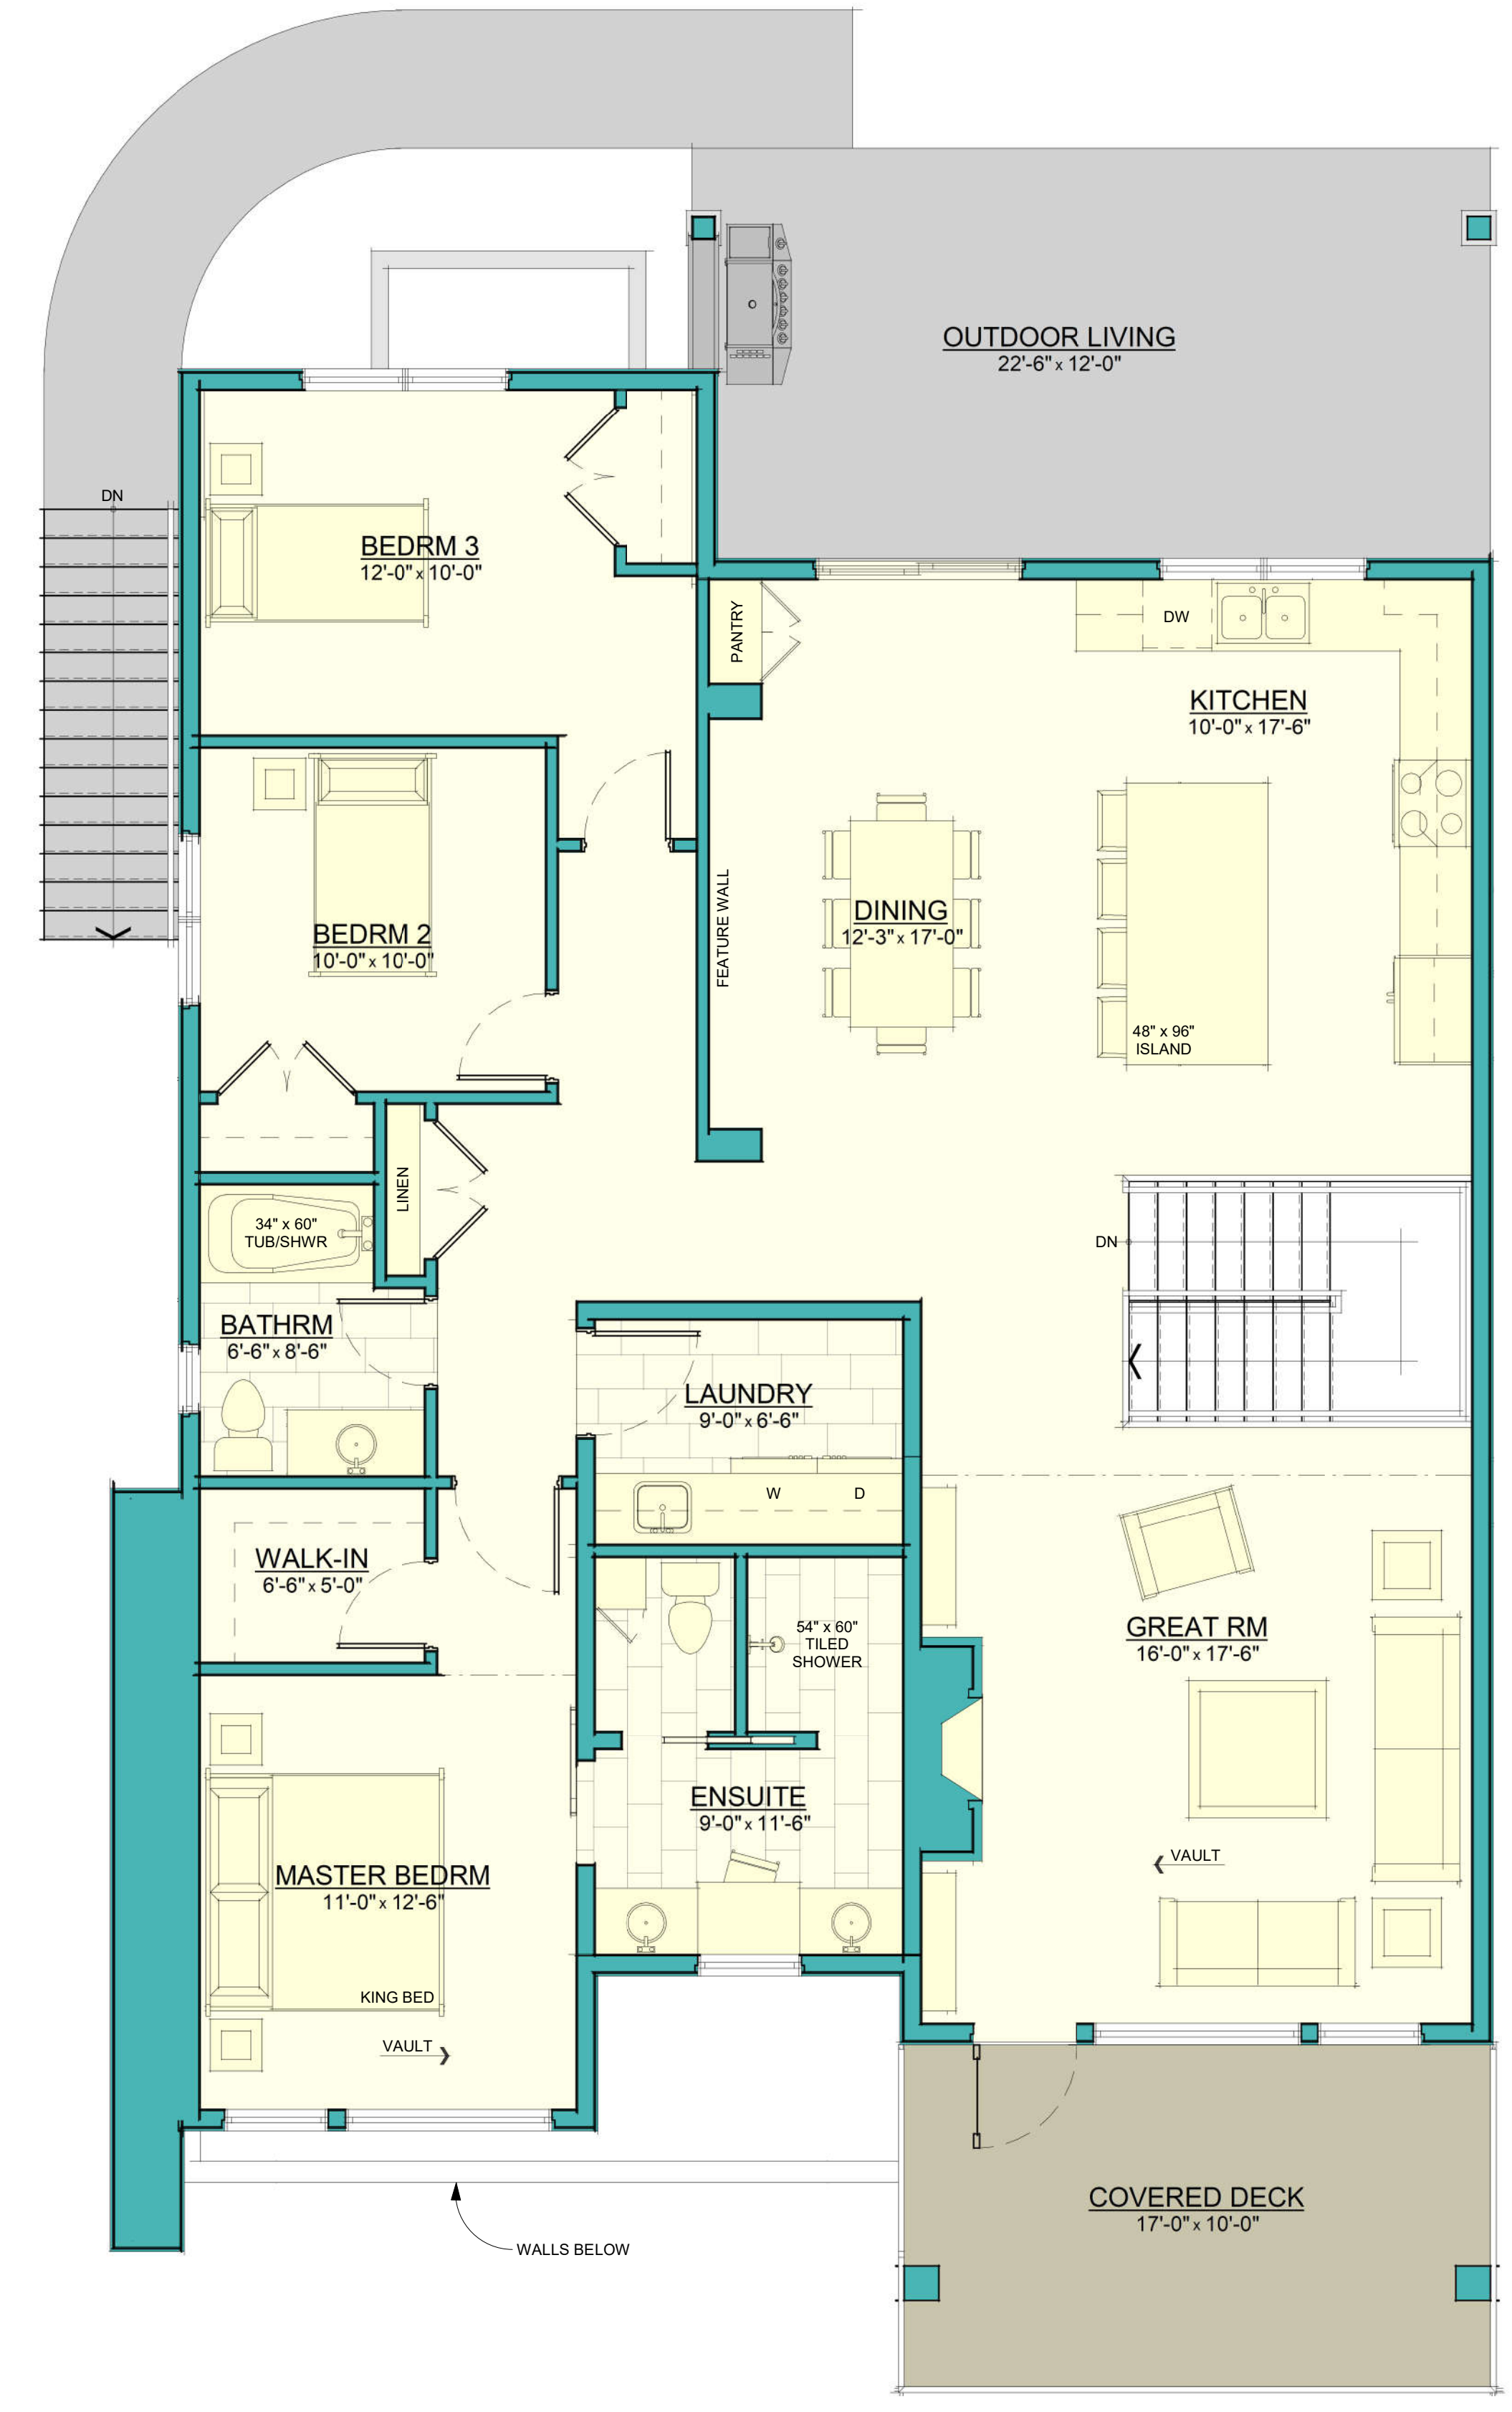 OUTDOOR LIVING
22'-6" x 12'-0"
DN
BEDRM 3
12'-0" x 10'-0"
PANTRY
DW
KITCHEN
10'-0" x 17'-6"
BEDRM 2
10'-0" x 10'-0"
FEATURE WALL
DINING
12'-3" x 17'-0"
48" x 96"
ISLAND
LINEN
34" x 60"
TUB/SHWR
DN
BATHRM
6'-6" x 8'-6"
LAUNDRY
9'-0" x 6'-6"
W
D
WALK-IN
6'-6" x 5'-0"
54" x 60"
TILED
SHOWER
GREAT RM
16'-0" x 17'-6"
ENSUITE
9'-0" x 11'-6"
VAULT
MASTER BEDRM
11'-0" x 12'-6"
KING BED
VAULT
COVERED DECK
17'-0" x 10'-0"
WALLS BELOW